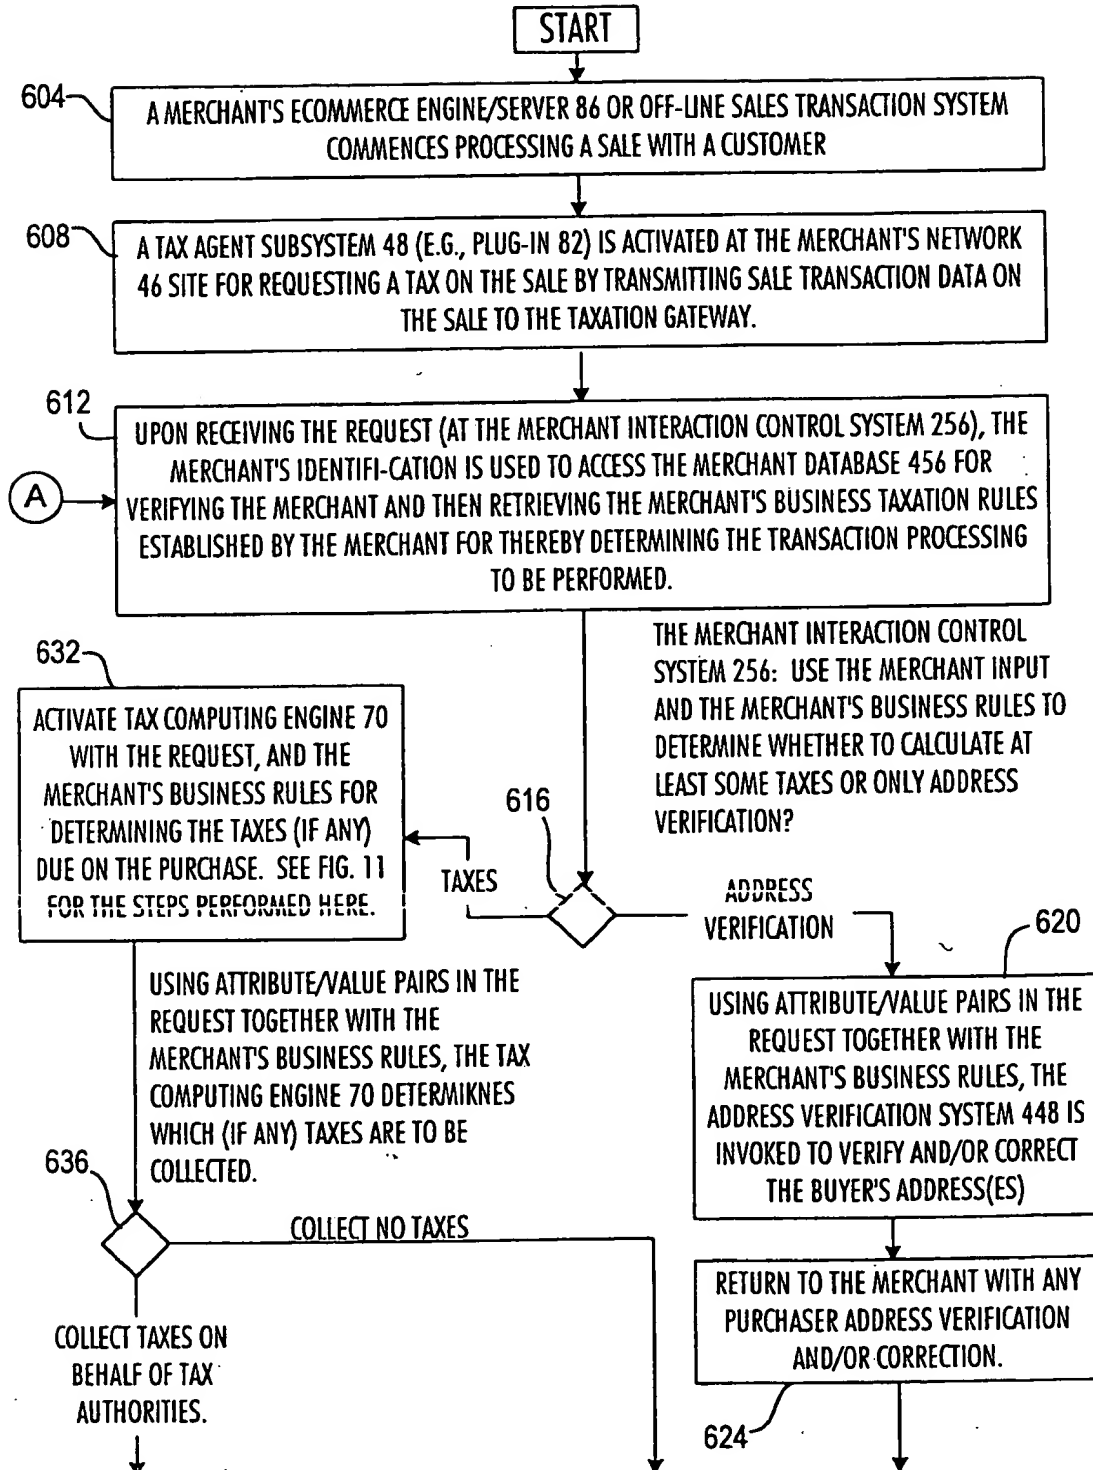 START
604
A MERCHANT'S ECOMMERCE ENGINE/SERVER 86 OR OFF-LINE SALES TRANSACTION SYSTEM
COMMENCES PROCESSING A SALE WITH A CUSTOMER
608
A TAX AGENT SUBSYSTEM 48 (E.G., PLUG-IN 82) IS ACTIVATED AT THE MERCHANT'S NETWORK
46 SITE FOR REQUESTING A TAX ON THE SALE BY TRANSMITTING SALE TRANSACTION DATA ON
THE SALE TO THE TAXATION GATEWAY.
612
UPON RECEIVING THE REQUEST (AT THE MERCHANT INTERACTION CONTROL SYSTEM 256), THE
MERCHANT'S IDENTIFI-CATION IS USED TO ACCESS THE MERCHANT DATABASE 456 FOR
VERIFYING THE MERCHANT AND THEN RETRIEVING THE MERCHANT'S BUSINESS TAXATION RULES
ESTABLISHED BY THE MERCHANT FOR THEREBY DETERMINING THE TRANSACTION PROCESSING
TO BE PERFORMED.
A
THE MERCHANT INTERACTION CONTROL
SYSTEM 256: USE THE MERCHANT INPUT
AND THE MERCHANT'S BUSINESS RULES TO
DETERMINE WHETHER TO CALCULATE AT
LEAST SOME TAXES OR ONLY ADDRESS
VERIFICATION?
632
ACTIVATE TAX COMPUTING ENGINE 70
WITH THE REQUEST, AND THE
MERCHANT'S BUSINESS RULES FOR
DETERMINING THE TAXES (IF ANY)
DUE ON THE PURCHASE. SEE FIG. 11
FOR THE STEPS PERFORMED HERE.
616
TAXES
ADDRESS
VERIFICATION
620
USING ATTRIBUTE/VALUE PAIRS IN THE
REQUEST TOGETHER WITH THE
MERCHANT'S BUSINESS RULES, THE TAX
COMPUTING ENGINE 70 DETERMIKNES
WHICH (IF ANY) TAXES ARE TO BE
COLLECTED.
USING ATTRIBUTE/VALUE PAIRS IN THE
REQUEST TOGETHER WITH THE
MERCHANT'S BUSINESS RULES, THE
ADDRESS VERIFICATION SYSTEM 448 IS
INVOKED TO VERIFY AND/OR CORRECT
THE BUYER'S ADDRESS(ES)
636
COLLECT NO TAXES
RETURN TO THE MERCHANT WITH ANY
PURCHASER ADDRESS VERIFICATION
AND/OR CORRECTION.
COLLECT TAXES ON
BEHALF OF TAX
AUTHORITIES.
624